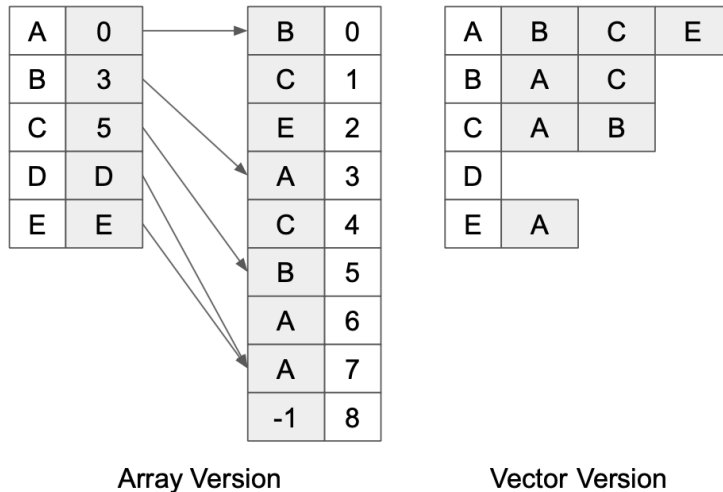 A 0 B 0 A B C E
B 3 C 1 B A C
C 5 E 2 C A B
D D A 3 D
E E C 4 E A
B 5
A 6
A 7
-1 8
Array Version Vector Version